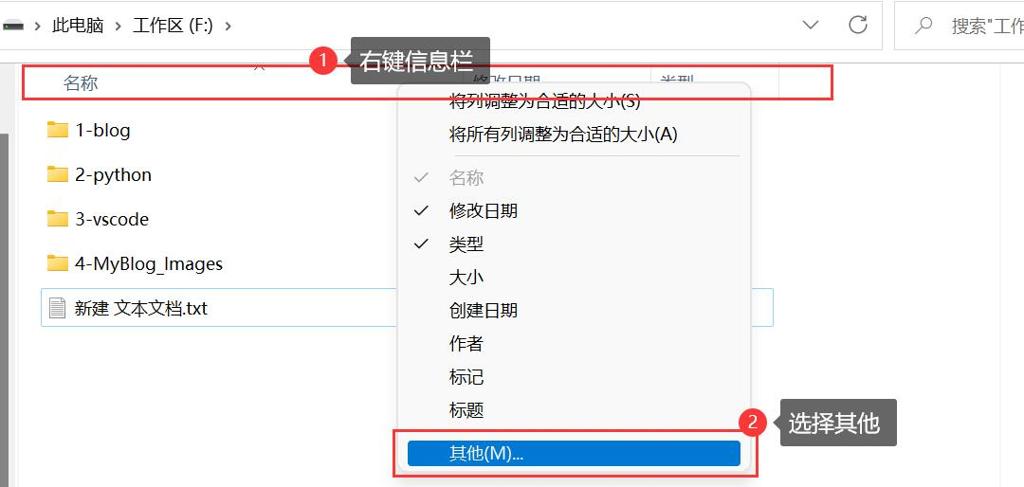 此电脑 > 工作区 (F:) >
搜索"工作
1 右键信息栏
名称 修改日期 类型
将列调整为合适的大小(S)
1-blog
将所有列调整为合适的大小(A)
2-python
名称
修改日期
3-vscode
类型
4-MyBlog_Images
大小
新建 文本文档.txt
创建日期
作者
标记
标题
2 选择其他
其他(M)...